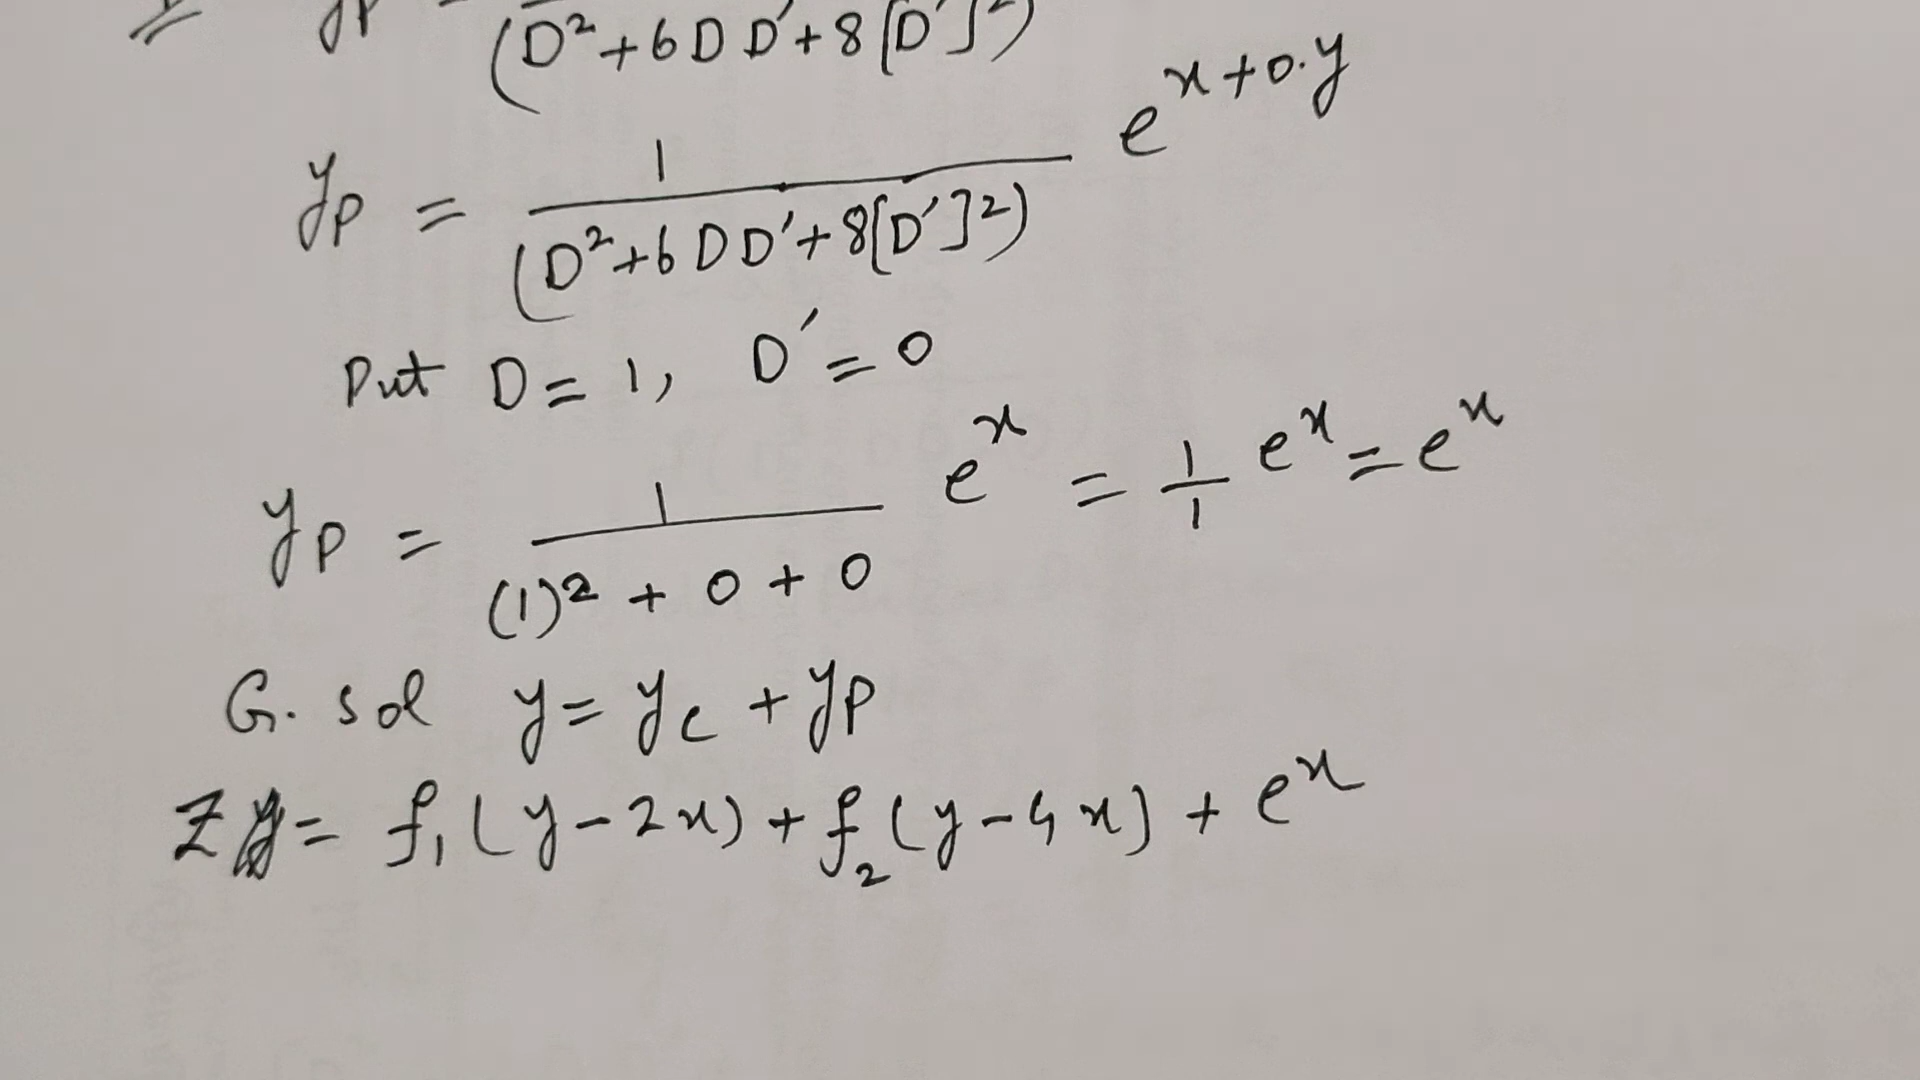 (D²+6DD'+8[D']²)
yp = 1/(D²+6DD'+8[D']²) e^(x+0.y)
Put D = 1, D' = 0
yp = 1/((1)² + 0 + 0) e^x = 1/1 e^x = e^x
G. sol y = yc + yp
Z = f₁(y-2x) + f₂(y-4x) + e^x